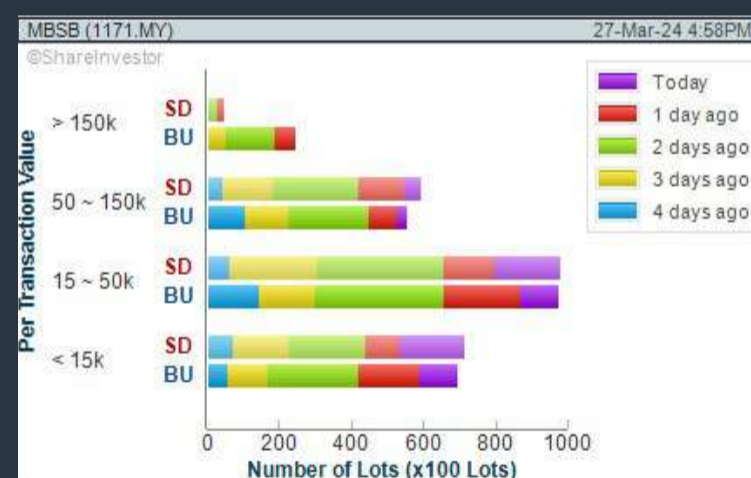 MBSB (1171.MY) 27-Mar-24 4:58PM
©ShareInvestor
Today
1 day ago
2 days ago
3 days ago
4 days ago
Per Transaction Value
> 150k
SD
BU
50 ~ 150k
SD
BU
15 ~ 50k
SD
BU
< 15k
SD
BU
0 200 400 600 800 1000
Number of Lots (x100 Lots)